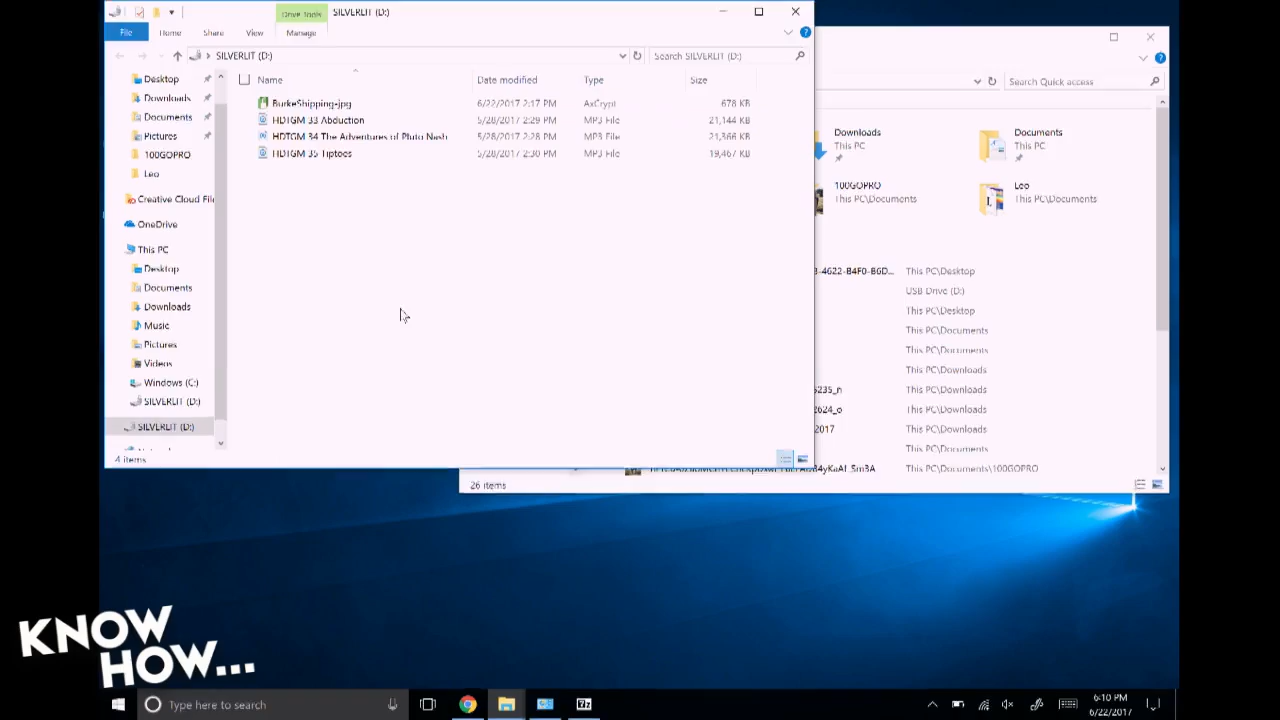 Drive Tools SILVERLIT (D:)
File Home Share View Manage
SILVERLIT (D:) Search SILVERLIT (D:)
Search Quick access
Name Date modified Type Size
BurkeShipping-jpg 6/22/2017 2:17 PM AxCrypt 678 KB
HDTGM 33 Abduction 5/28/2017 2:29 PM MP3 File 21,144 KB
HDTGM 34 The Adventures of Pluto Nash 5/28/2017 2:28 PM MP3 File 21,366 KB
HDTGM 35 Tiptoes 5/28/2017 2:30 PM MP3 File 19,467 KB
Desktop
Downloads
Documents
Pictures
100GOPRO
Leo
Creative Cloud Fil
OneDrive
This PC
Desktop
Documents
Downloads
Music
Pictures
Videos
Windows (C:)
SILVERLIT (D:)
SILVERLIT (D:)
4 items
Downloads
This PC
Documents
This PC
100GOPRO
This PC\Documents
Leo
This PC\Documents
3-4622-B4F0-B6D... This PC\Desktop
USB Drive (D:)
This PC\Desktop
This PC\Documents
This PC\Documents
This PC\Downloads
5235_n This PC\Downloads
2624_o This PC\Downloads
2017 This PC\Downloads
This PC\Documents
This PC\Documents\100GOPRO
26 items
KNOW
HOW...
Type here to search
6:10 PM
6/22/2017